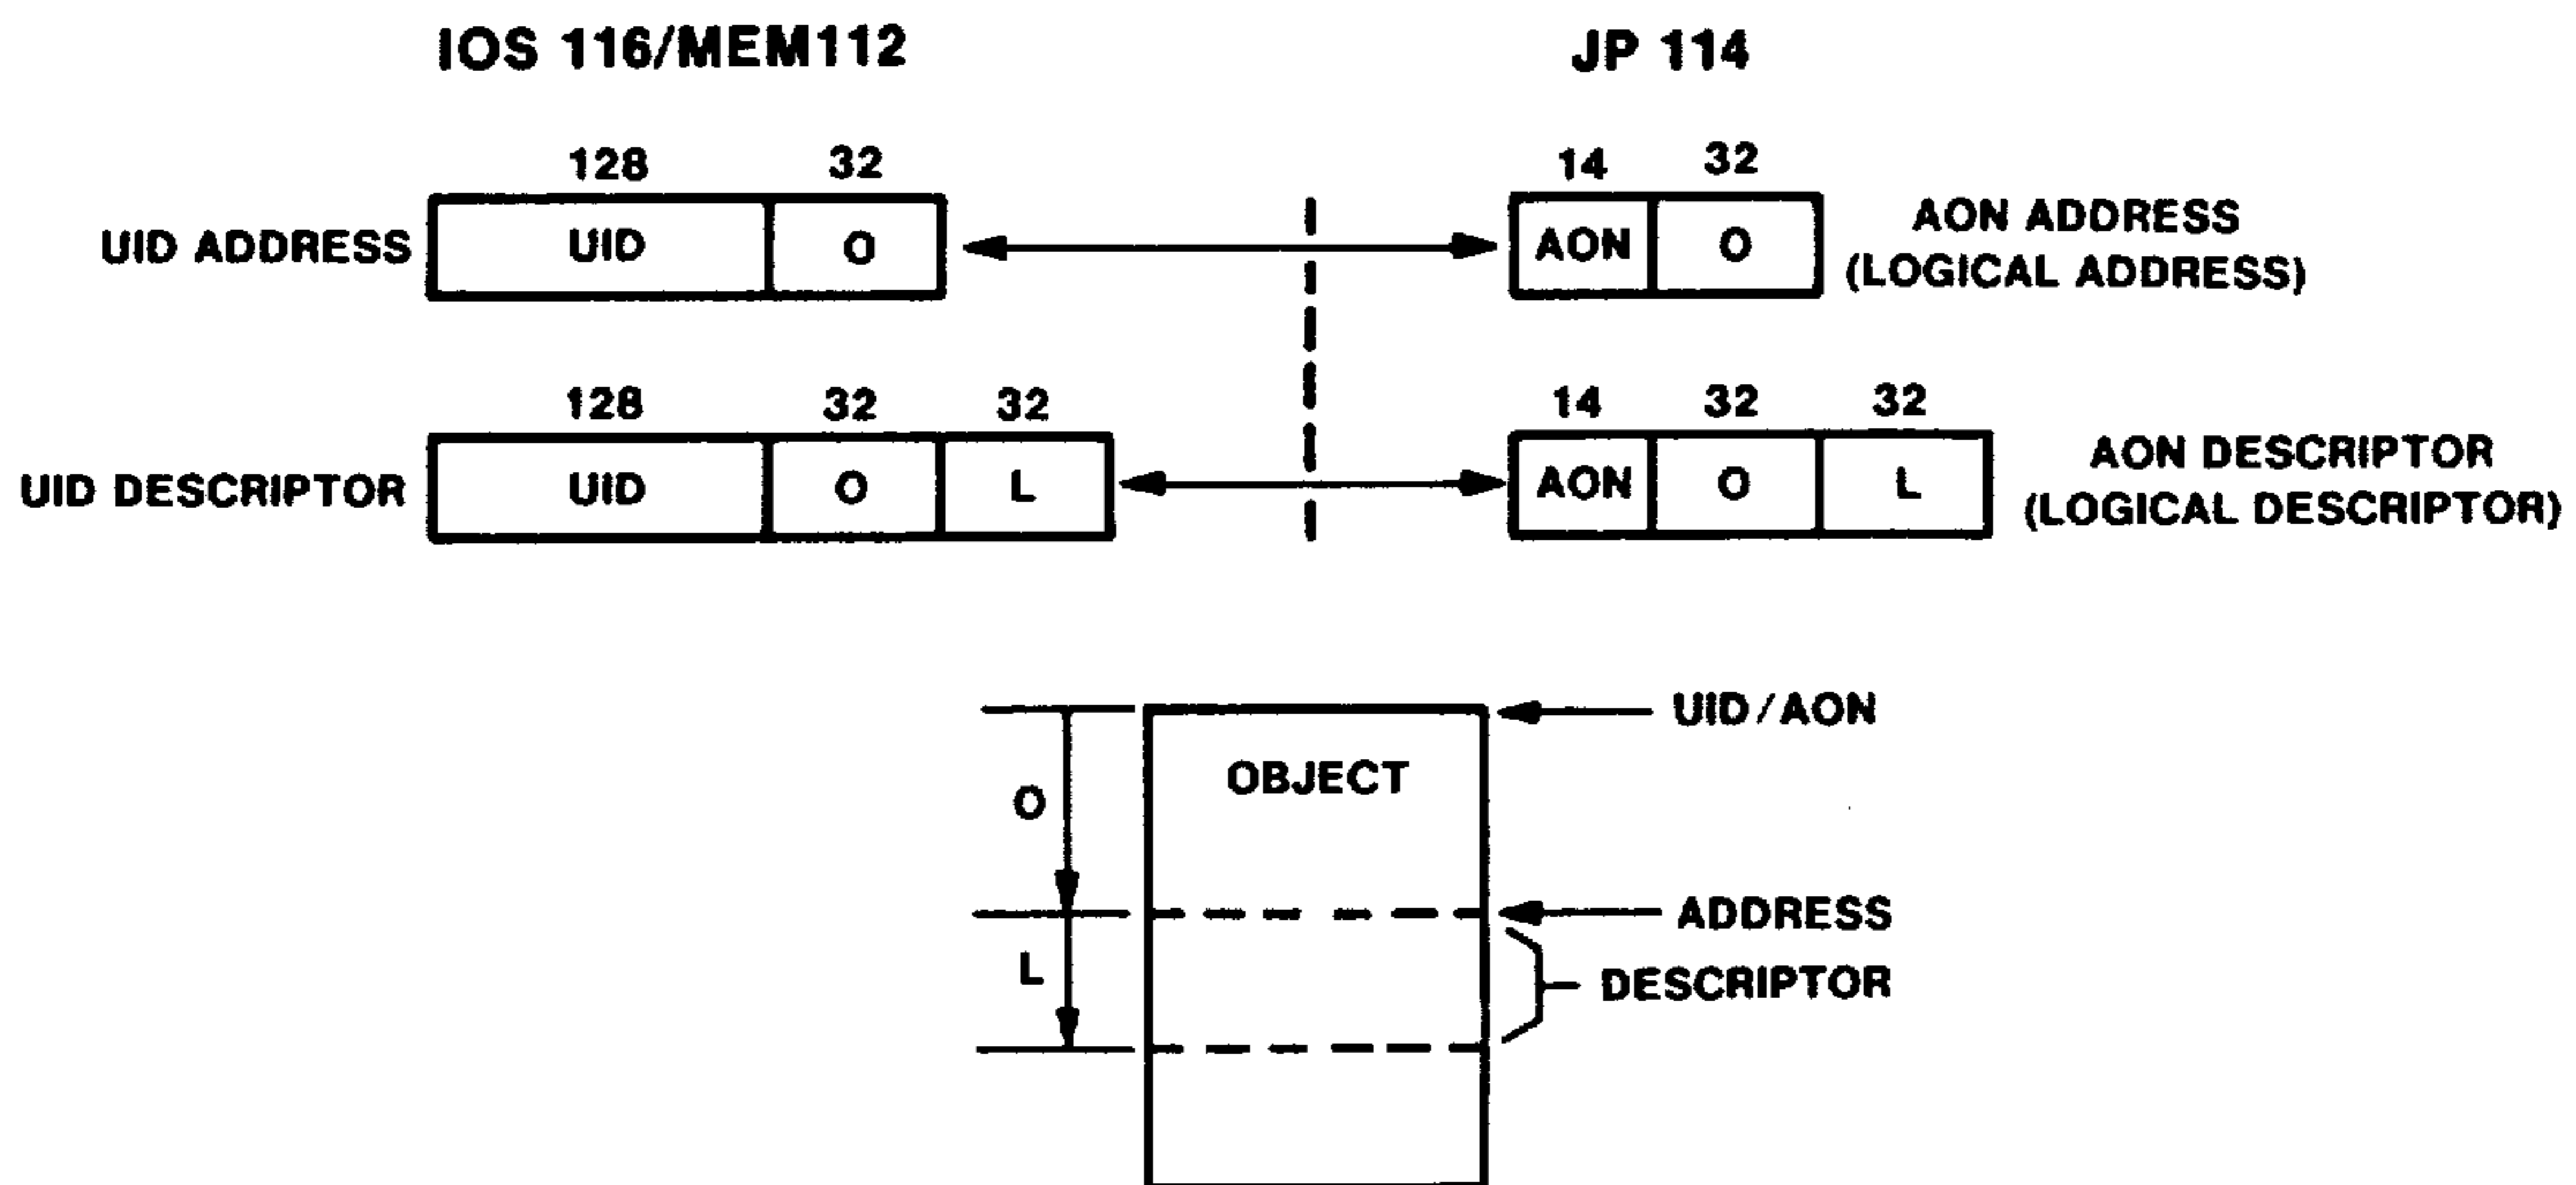 IOS 116/MEM112
JP 114
128 32
14 32
UID ADDRESS UID O
AON O AON ADDRESS
(LOGICAL ADDRESS)
128 32 32
14 32 32
UID DESCRIPTOR UID O L
AON O L AON DESCRIPTOR
(LOGICAL DESCRIPTOR)
UID/AON
OBJECT
O
ADDRESS
L
DESCRIPTOR